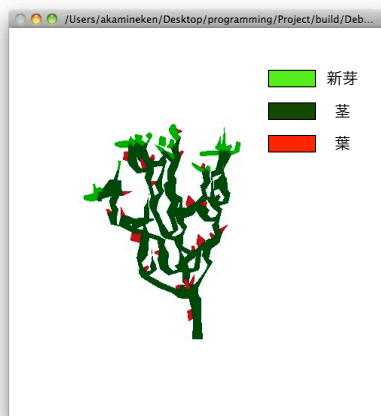 /Users/akamineken/Desktop/programming/Project/build/Deb...
新芽
茎
葉